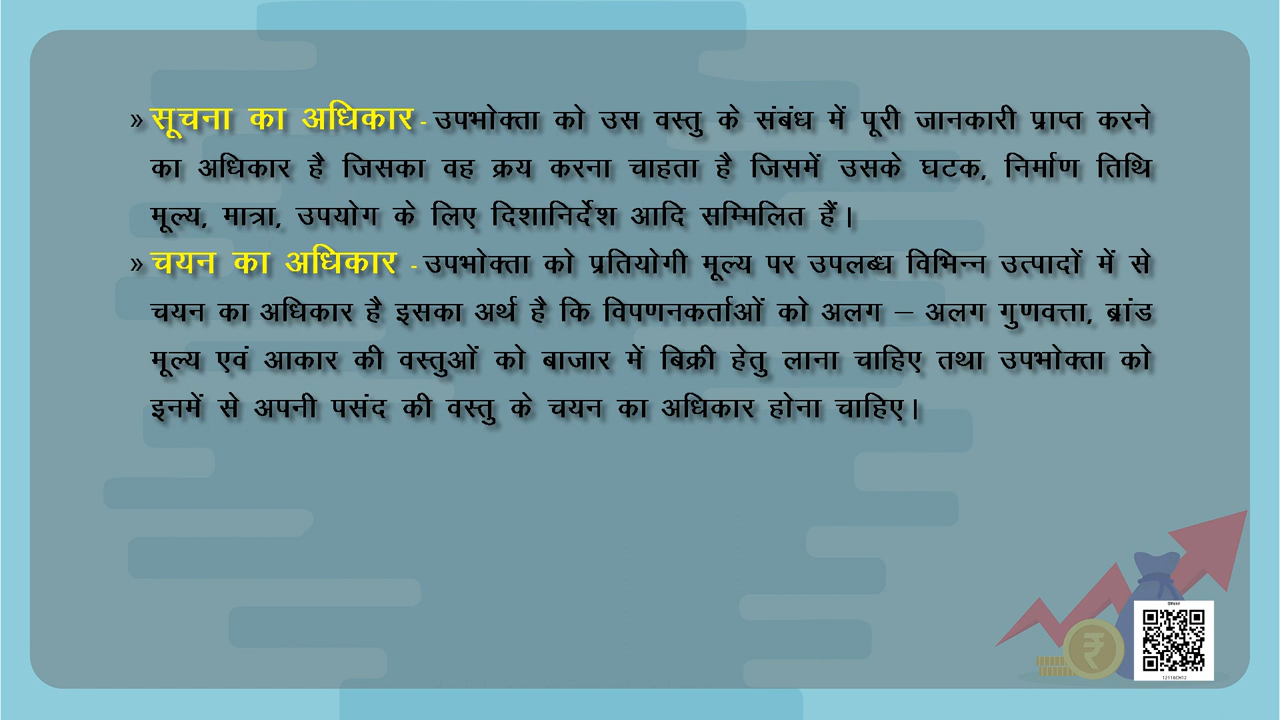 » सूचना का अधिकार - उपभोक्ता को उस वस्तु के संबंध में पूरी जानकारी प्राप्त करने
का अधिकार है जिसका वह क्रय करना चाहता है जिसमें उसके घटक, निर्माण तिथि
मूल्य, मात्रा, उपयोग के लिए दिशानिर्देश आदि सम्मिलित हैं।
» चयन का अधिकार - उपभोक्ता को प्रतियोगी मूल्य पर उपलब्ध विभिन्न उत्पादों में से
चयन का अधिकार है इसका अर्थ है कि विपणनकर्ताओं को अलग – अलग गुणवत्ता, ब्रांड
मूल्य एवं आकार की वस्तुओं को बाजार में बिक्री हेतु लाना चाहिए तथा उपभोक्ता को
इनमें से अपनी पसंद की वस्तु के चयन का अधिकार होना चाहिए।
12116CH12